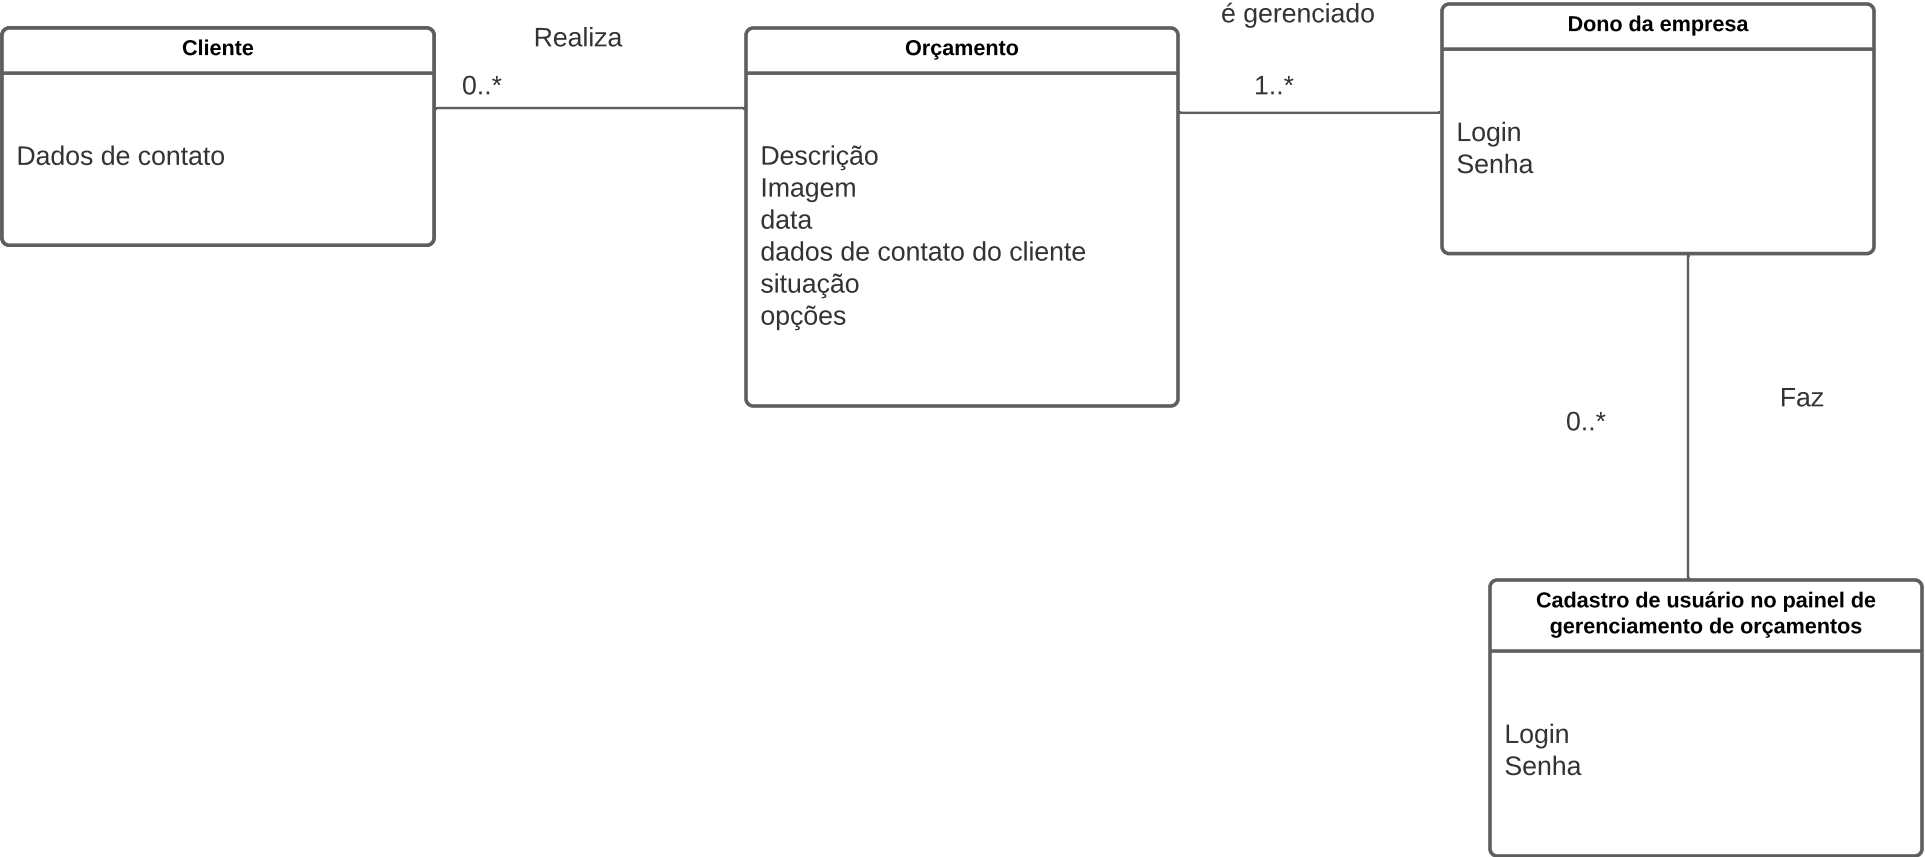 Cliente
Dados de contato
Realiza
0..*
Orçamento
Descrição
Imagem
data
dados de contato do cliente
situação
opções
é gerenciado
1..*
Dono da empresa
Login
Senha
0..*
Faz
Cadastro de usuário no painel de
gerenciamento de orçamentos
Login
Senha